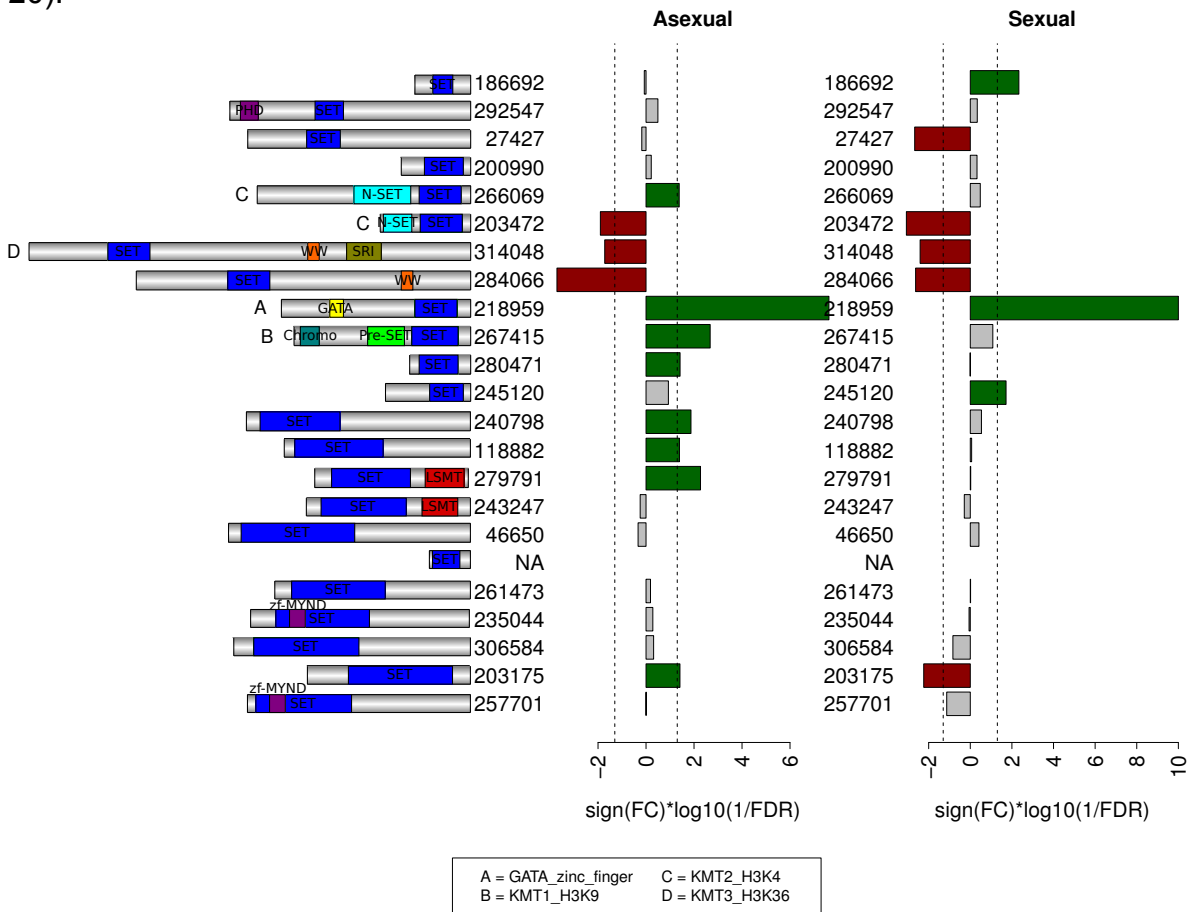 Asexual Sexual
SET 186692 186692
PHD SET 292547 292547
SET 27427 27427
SET 200990 200990
C N-SET SET 266069 266069
C N-SET SET 203472 203472
D SET WW SRI 314048 314048
SET WW 284066 284066
A GATA SET 218959 218959
B Chromo Pre-SET SET 267415 267415
SET 280471 280471
SET 245120 245120
SET 240798 240798
SET 118882 118882
SET LSMT 279791 279791
SET LSMT 243247 243247
SET 46650 46650
SET NA NA
SET 261473 261473
zf-MYND
SET 235044 235044
SET 306584 306584
SET 203175 203175
zf-MYND
SET 257701 257701
−2 0 2 4 6 −2 0 2 4 6 8 10
sign(FC)*log10(1/FDR) sign(FC)*log10(1/FDR)
A = GATA_zinc_finger C = KMT2_H3K4
B = KMT1_H3K9 D = KMT3_H3K36